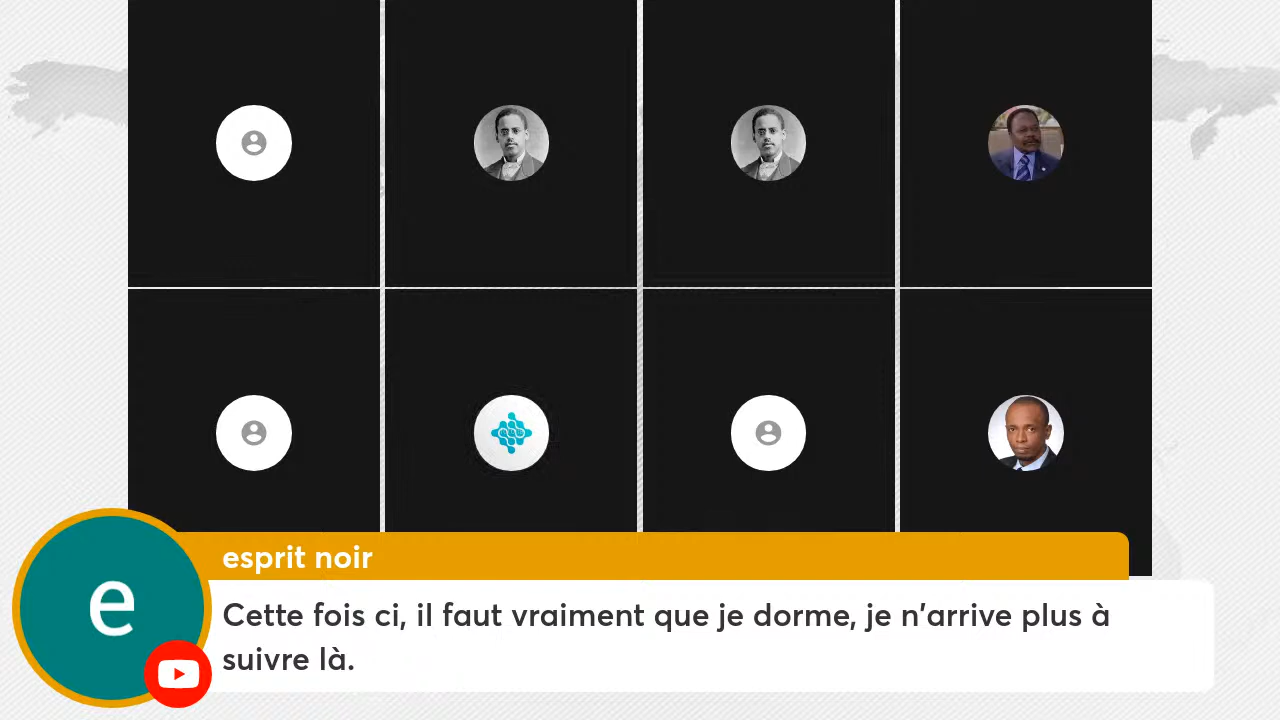 esprit noir
e
Cette fois ci, il faut vraiment que je dorme, je n'arrive plus à
suivre là.